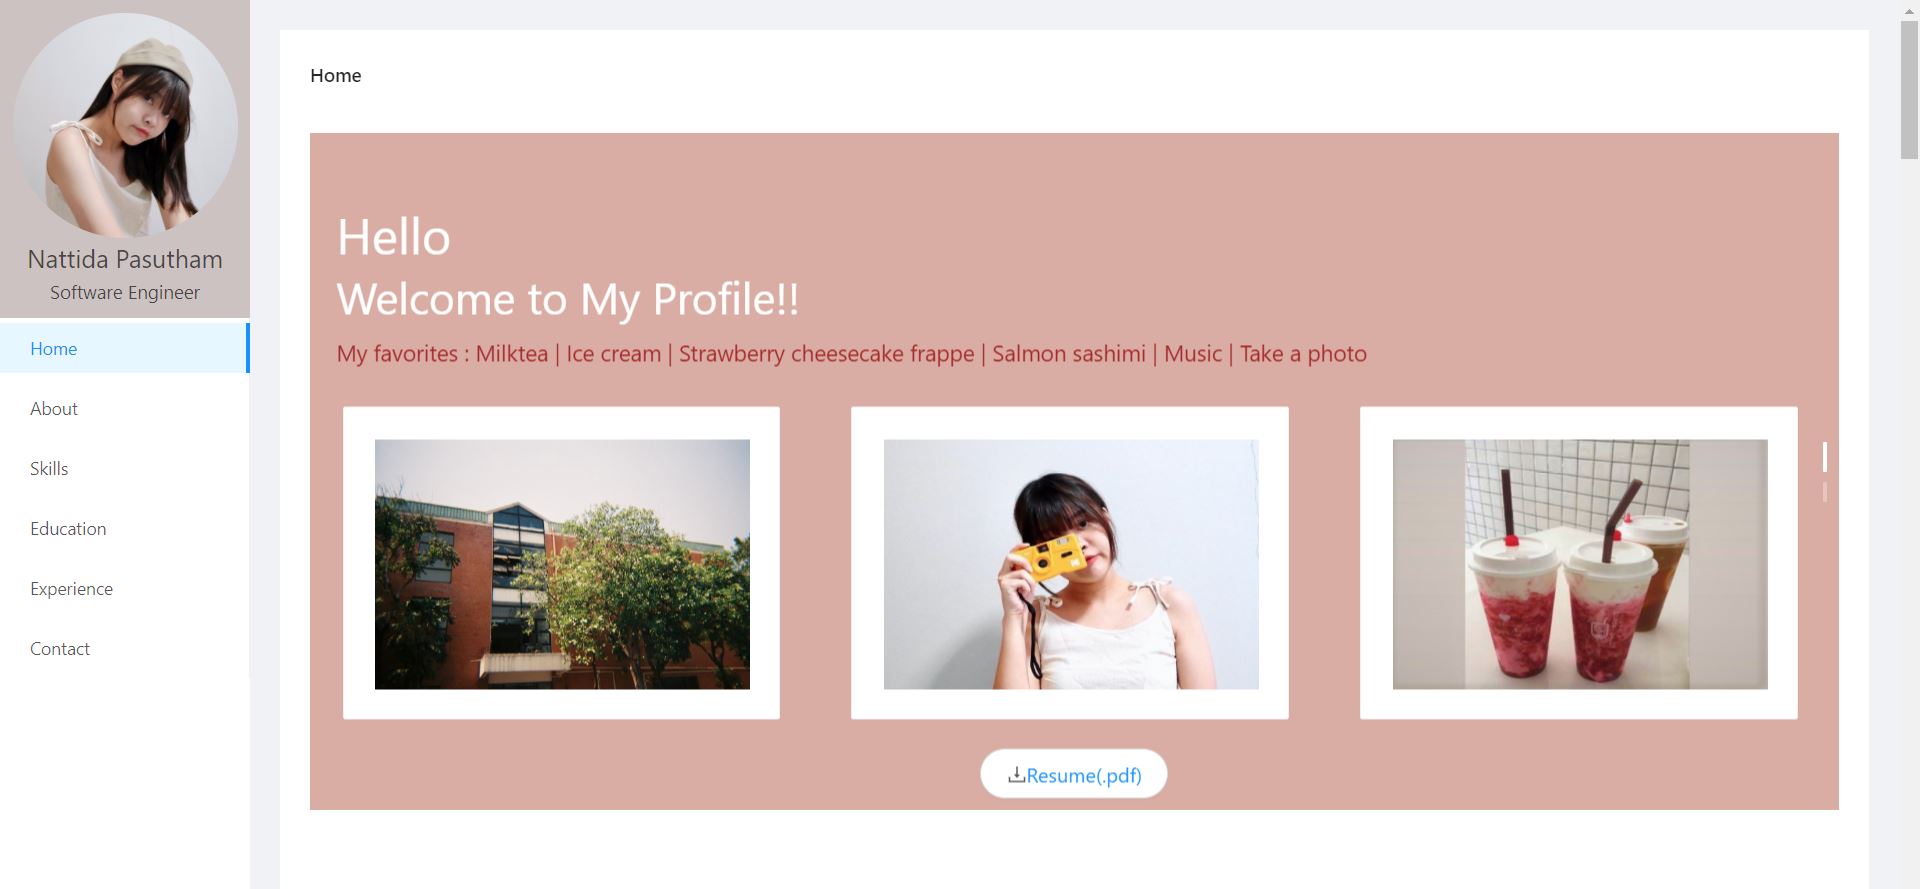 Nattida Pasutham
Software Engineer
Home
About
Skills
Education
Experience
Contact
Home
Hello
Welcome to My Profile!!
My favorites : Milktea | Ice cream | Strawberry cheesecake frappe | Salmon sashimi | Music | Take a photo
Resume(.pdf)